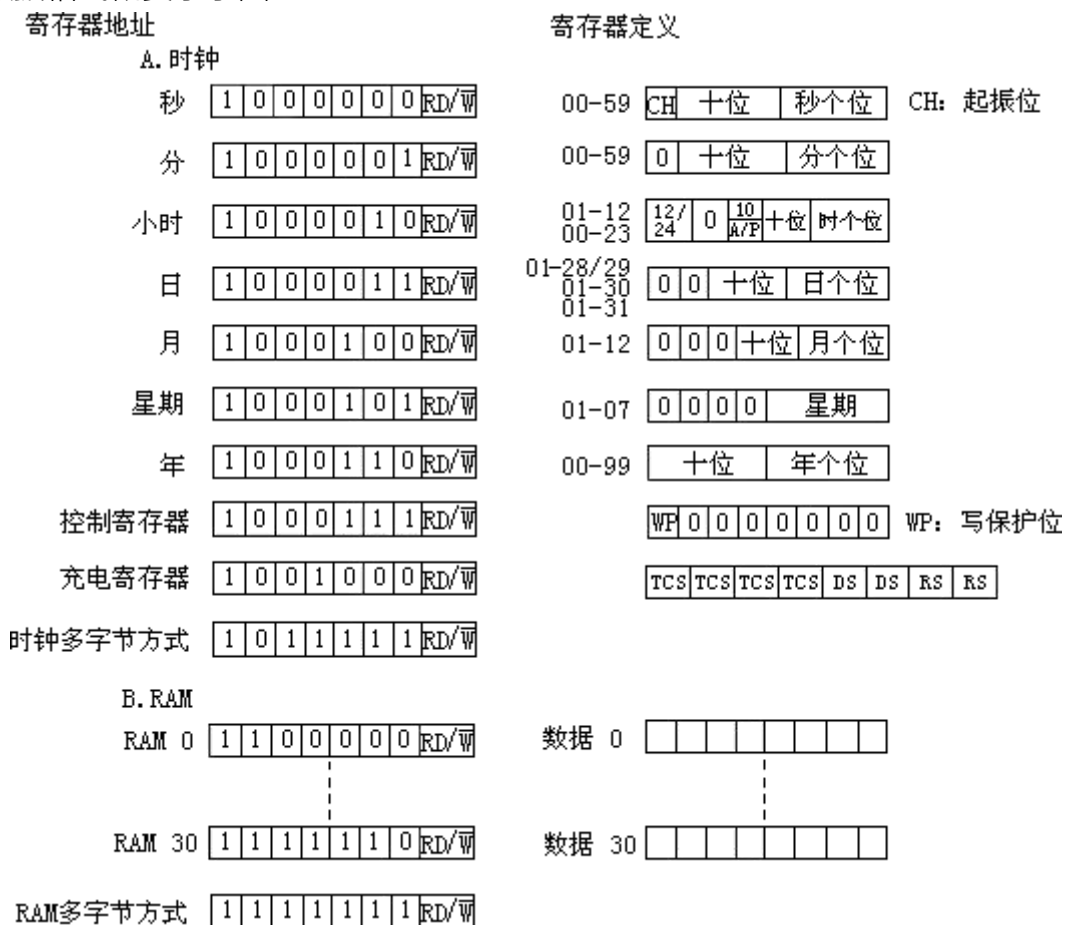 寄存器地址 寄存器定义
A.时钟
秒 1 0 0 0 0 0 0 RD/W̅ 00-59 CH 十位 秒个位 CH: 起振位
分 1 0 0 0 0 0 1 RD/W̅ 00-59 0 十位 分个位
小时 1 0 0 0 0 1 0 RD/W̅ 01-12 00-23 12/24 0 10 A/P 十位 时个位
日 1 0 0 0 0 1 1 RD/W̅ 01-28/29 01-30 01-31 0 0 十位 日个位
月 1 0 0 0 1 0 0 RD/W̅ 01-12 0 0 0 十位 月个位
星期 1 0 0 0 1 0 1 RD/W̅ 01-07 0 0 0 0 星期
年 1 0 0 0 1 1 0 RD/W̅ 00-99 十位 年个位
控制寄存器 1 0 0 0 1 1 1 RD/W̅ WP 0 0 0 0 0 0 0 WP: 写保护位
充电寄存器 1 0 0 1 0 0 0 RD/W̅ TCS TCS TCS TCS DS DS RS RS
时钟多字节方式 1 0 1 1 1 1 1 RD/W̅
B.RAM
RAM 0 1 1 0 0 0 0 0 RD/W̅ 数据 0
RAM 30 1 1 1 1 1 1 0 RD/W̅ 数据 30
RAM多字节方式 1 1 1 1 1 1 1 RD/W̅